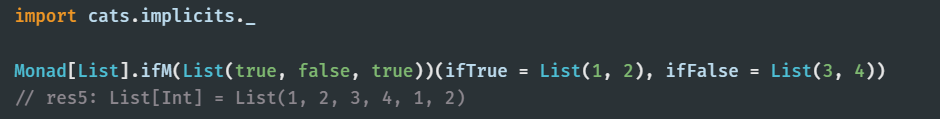 import cats.implicits._
Monad[List].ifM(List(true, false, true))(ifTrue = List(1, 2), ifFalse = List(3, 4))
// res5: List[Int] = List(1, 2, 3, 4, 1, 2)